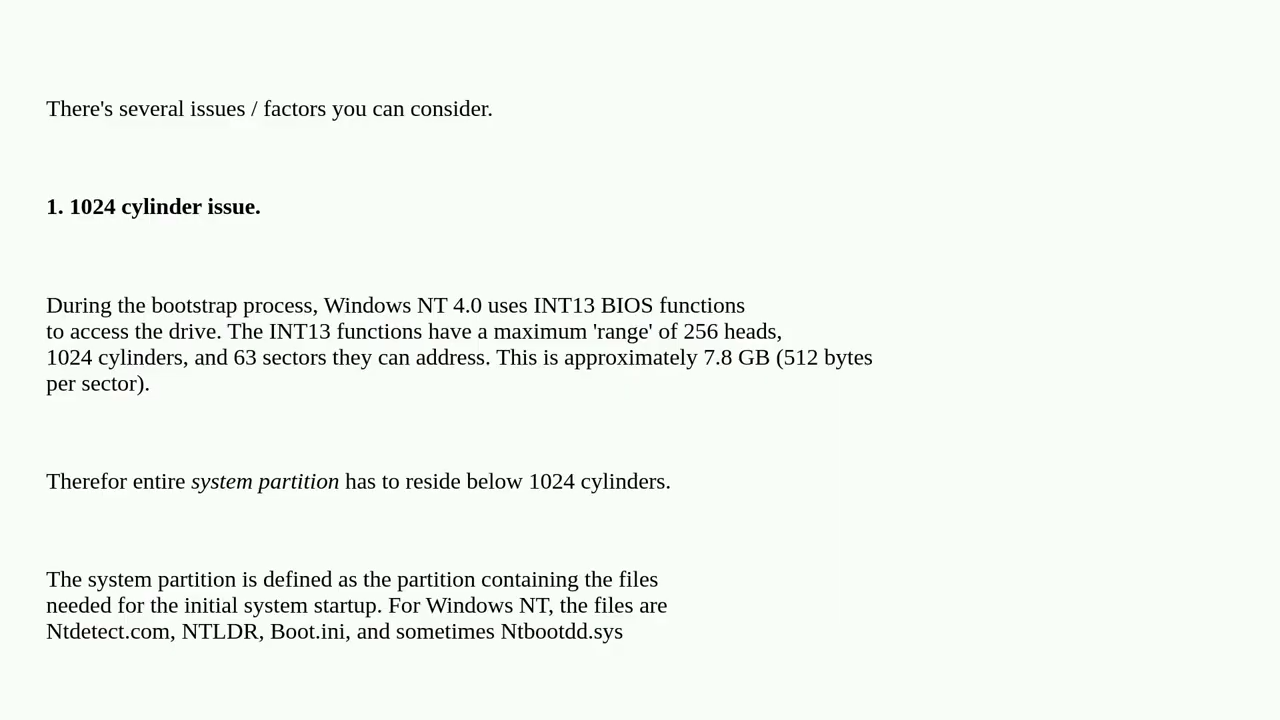 There's several issues / factors you can consider.
1. 1024 cylinder issue.
During the bootstrap process, Windows NT 4.0 uses INT13 BIOS functions
to access the drive. The INT13 functions have a maximum 'range' of 256 heads,
1024 cylinders, and 63 sectors they can address. This is approximately 7.8 GB (512 bytes
per sector).
Therefor entire system partition has to reside below 1024 cylinders.
The system partition is defined as the partition containing the files
needed for the initial system startup. For Windows NT, the files are
Ntdetect.com, NTLDR, Boot.ini, and sometimes Ntbootdd.sys